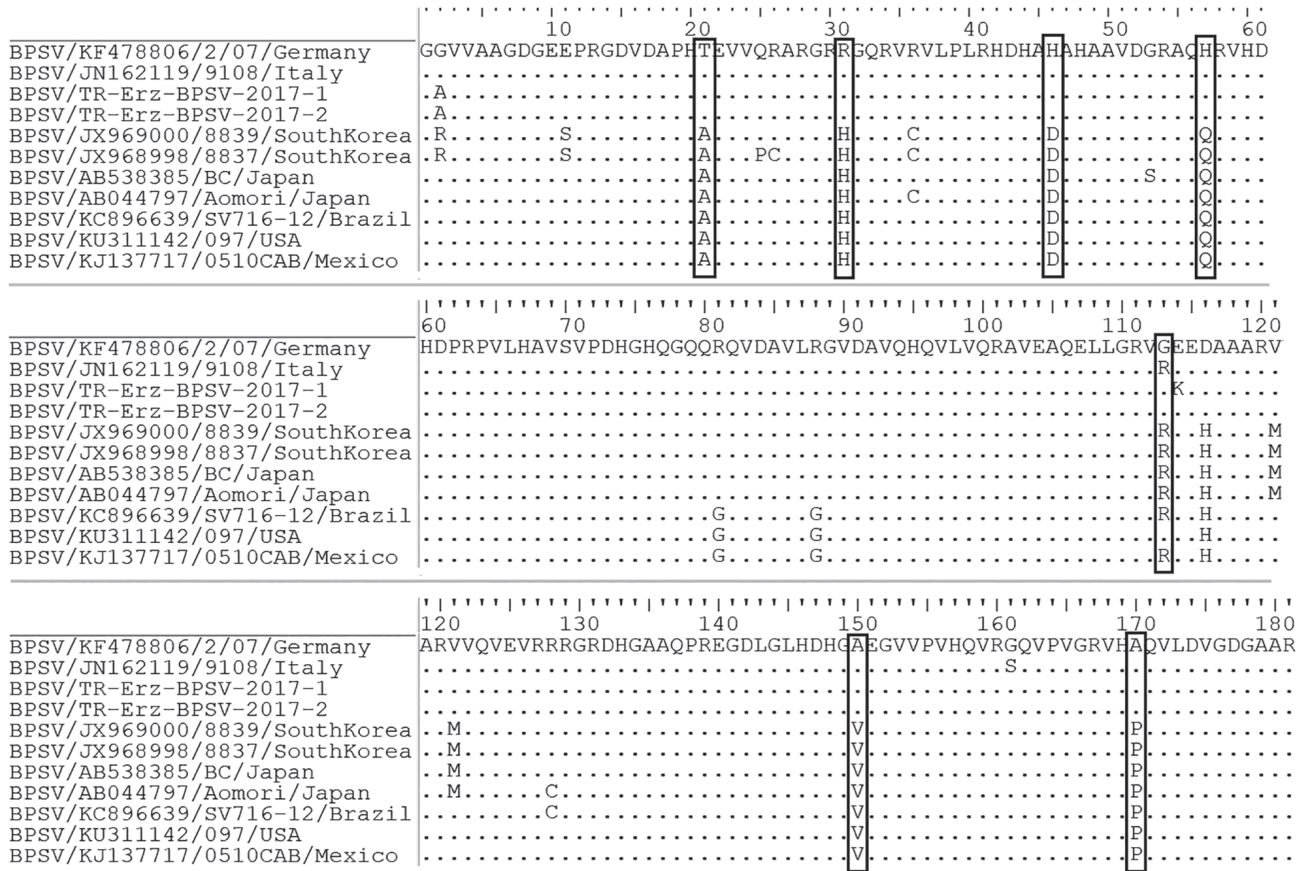 10 20 30 40 50 60
BPSV/KF478806/2/07/Germany GGVVAAGDGEEPRGDVDAPHTEVVQRARGRRGQRVRVLPLRHDHAHAHAAVDGRAQHRVHD
BPSV/JN162119/9108/Italy .............................................................
BPSV/TR-Erz-BPSV-2017-1 .A...........................................................
BPSV/TR-Erz-BPSV-2017-2 .A...........................................................
BPSV/JX969000/8839/SouthKorea .R........S.........A.........H....C.........D..........Q....
BPSV/JX968998/8837/SouthKorea .R........S.........A...PC....H....C.........D..........Q....
BPSV/AB538385/BC/Japan ....................A.........H..............D......S...Q....
BPSV/AB044797/Aomori/Japan ....................A.........H....C.........D..........Q....
BPSV/KC896639/SV716-12/Brazil ....................A.........H..............D..........Q....
BPSV/KU311142/097/USA ....................A.........H..............D..........Q....
BPSV/KJ137717/0510CAB/Mexico ....................A.........H..............D..........Q....
60 70 80 90 100 110 120
BPSV/KF478806/2/07/Germany HDPRPVLHAVSVPDHGHQGQQRQVDAVLRGVDAVQHQVLVQRAVEAQELLGRVGEEDAAARV
BPSV/JN162119/9108/Italy .....................................................R........
BPSV/TR-Erz-BPSV-2017-1 ......................................................K.......
BPSV/TR-Erz-BPSV-2017-2 ..............................................................
BPSV/JX969000/8839/SouthKorea .....................................................R..H....M
BPSV/JX968998/8837/SouthKorea .....................................................R..H....M
BPSV/AB538385/BC/Japan .....................................................R..H....M
BPSV/AB044797/Aomori/Japan .....................................................R..H....M
BPSV/KC896639/SV716-12/Brazil .....................G......G........................R..H.....
BPSV/KU311142/097/USA .....................G......G...........................H.....
BPSV/KJ137717/0510CAB/Mexico .....................G......G........................R..H.....
120 130 140 150 160 170 180
BPSV/KF478806/2/07/Germany ARVVQVEVRRRGRDHGAAQPREGDLGLHDHGAEGVVPVHQVRGQVPVGRVHAQVLDVGDGAAR
BPSV/JN162119/9108/Italy ..........................................S....................
BPSV/TR-Erz-BPSV-2017-1 ...............................................................
BPSV/TR-Erz-BPSV-2017-2 ...............................................................
BPSV/JX969000/8839/SouthKorea ..M............................V...................P...........
BPSV/JX968998/8837/SouthKorea ..M............................V...................P...........
BPSV/AB538385/BC/Japan ..M............................V...................P...........
BPSV/AB044797/Aomori/Japan ..M......C.....................V...................P...........
BPSV/KC896639/SV716-12/Brazil .........C.....................V...................P...........
BPSV/KU311142/097/USA ...............................V...................P...........
BPSV/KJ137717/0510CAB/Mexico ...............................V...................P...........